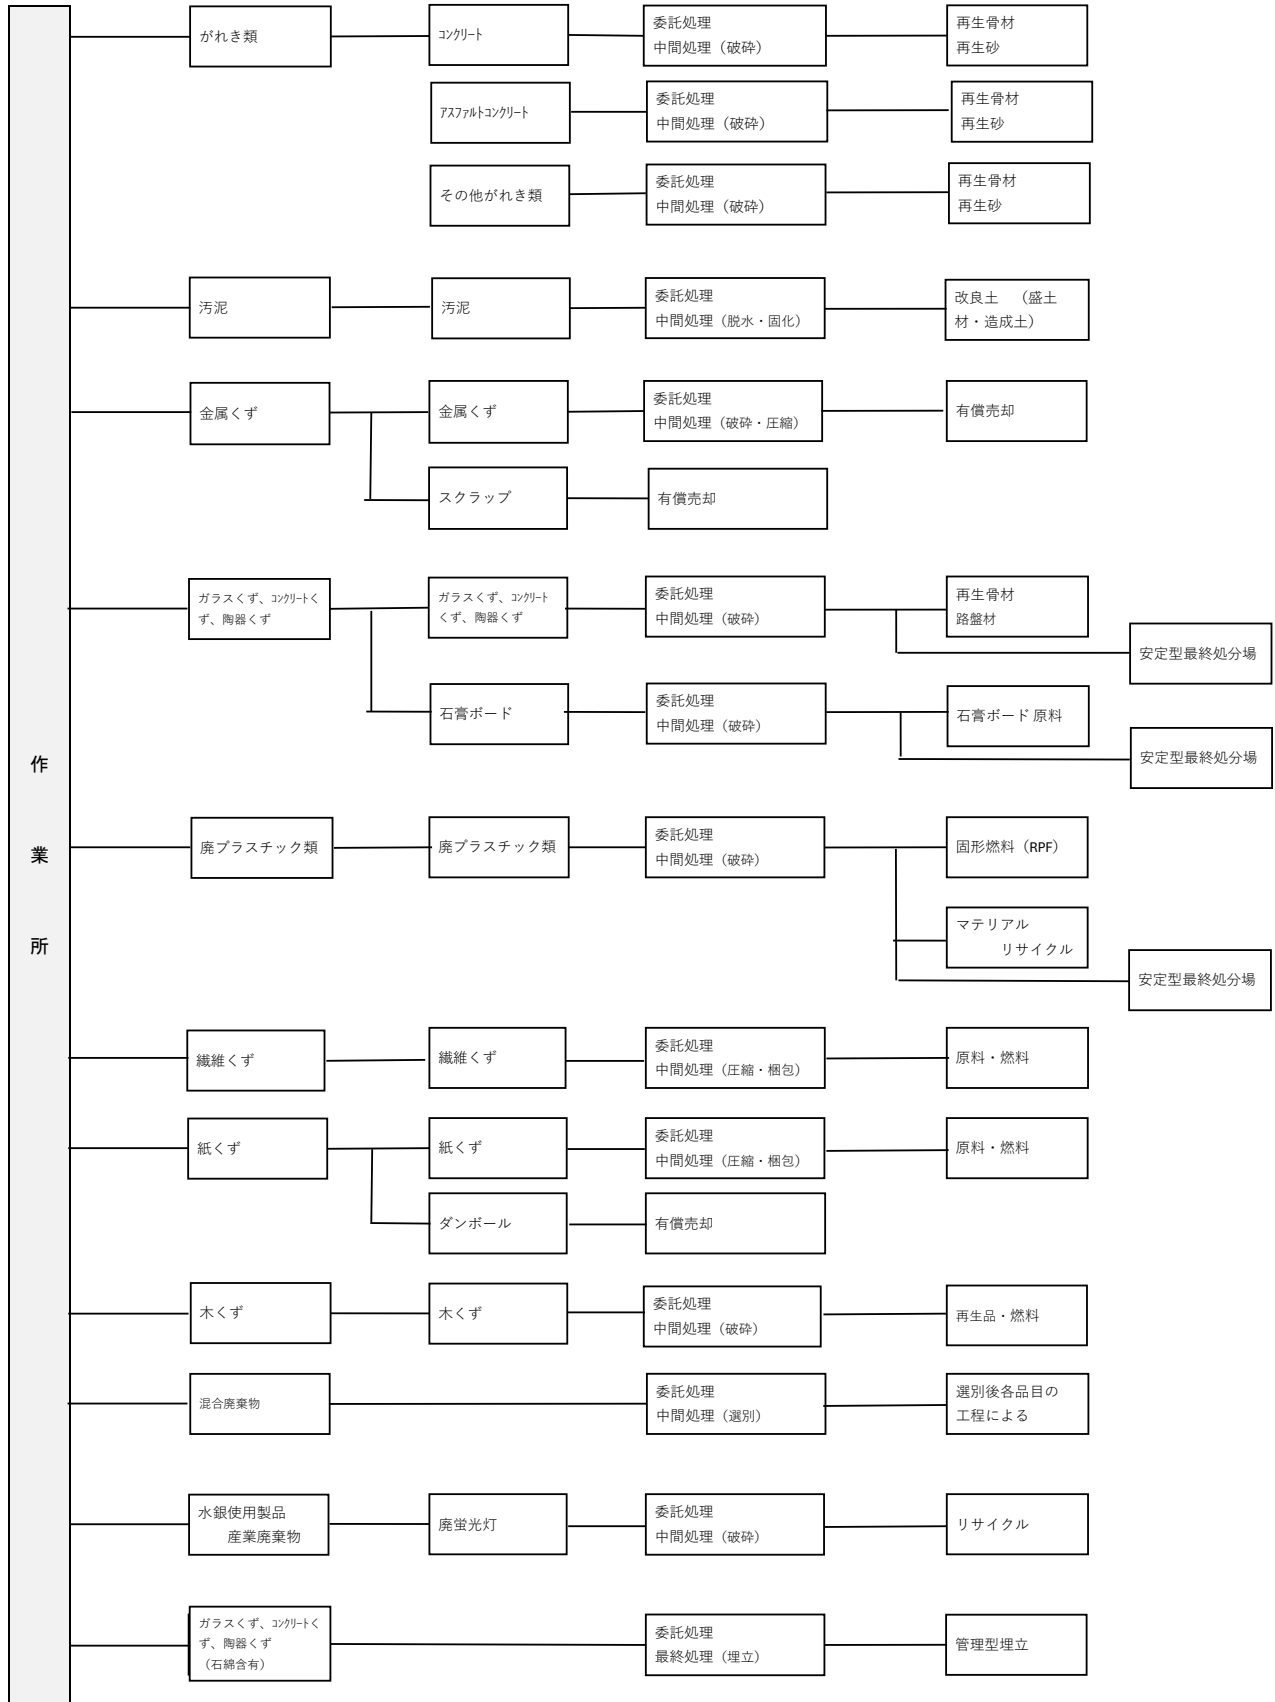 がれき類
ｺﾝｸﾘｰﾄ
委託処理
中間処理（破砕）
再生骨材
再生砂
ｱｽﾌｧﾙﾄｺﾝｸﾘｰﾄ
委託処理
中間処理（破砕）
再生骨材
再生砂
その他がれき類
委託処理
中間処理（破砕）
再生骨材
再生砂
汚泥
汚泥
委託処理
中間処理（脱水・固化）
改良土　（盛土
材・造成土）
金属くず
金属くず
委託処理
中間処理（破砕・圧縮）
有償売却
スクラップ
有償売却
ガラスくず、ｺﾝｸﾘｰﾄく
ず、陶器くず
ガラスくず、ｺﾝｸﾘｰﾄ
くず、陶器くず
委託処理
中間処理（破砕）
再生骨材
路盤材
安定型最終処分場
石膏ボード
委託処理
中間処理（破砕）
石膏ボード原料
安定型最終処分場
作
業
所
廃プラスチック類
廃プラスチック類
委託処理
中間処理（破砕）
固形燃料（RPF）
マテリアル
リサイクル
安定型最終処分場
繊維くず
繊維くず
委託処理
中間処理（圧縮・梱包）
原料・燃料
紙くず
紙くず
委託処理
中間処理（圧縮・梱包）
原料・燃料
ダンボール
有償売却
木くず
木くず
委託処理
中間処理（破砕）
再生品・燃料
混合廃棄物
委託処理
中間処理（選別）
選別後各品目の
工程による
水銀使用製品
産業廃棄物
廃蛍光灯
委託処理
中間処理（破砕）
リサイクル
ガラスくず、ｺﾝｸﾘｰﾄく
ず、陶器くず
（石綿含有）
委託処理
最終処理（埋立）
管理型埋立